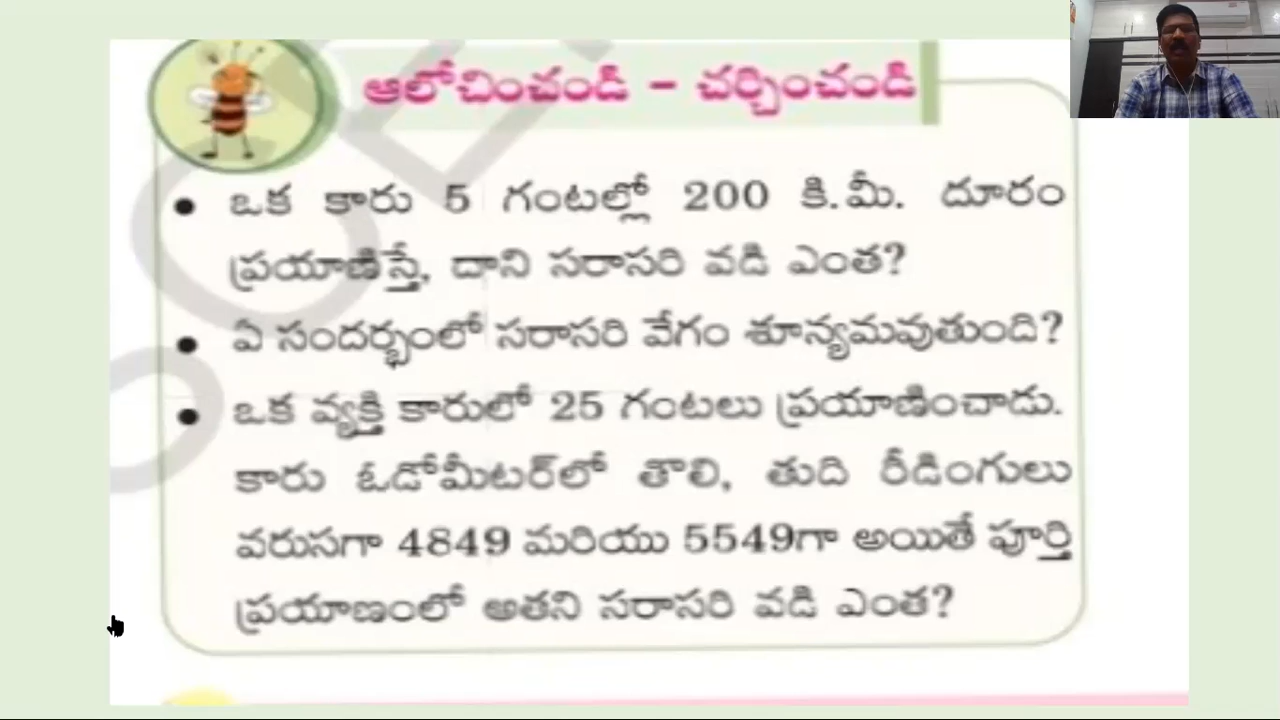 ఆలోచించండి – చర్చించండి
• ఒక కారు 5 గంటల్లో 200 కి.మీ. దూరం
ప్రయాణిస్తే, దాని సరాసరి వడి ఎంత?
• ఏ సందర్భంలో సరాసరి వేగం శూన్యమవుతుంది?
• ఒక వ్యక్తి కారులో 25 గంటలు ప్రయాణించాడు.
కారు ఓడోమీటర్‌లో తొలి, తుది రీడింగులు
వరుసగా 4849 మరియు 5549గా అయితే పూర్తి
ప్రయాణంలో అతని సరాసరి వడి ఎంత?